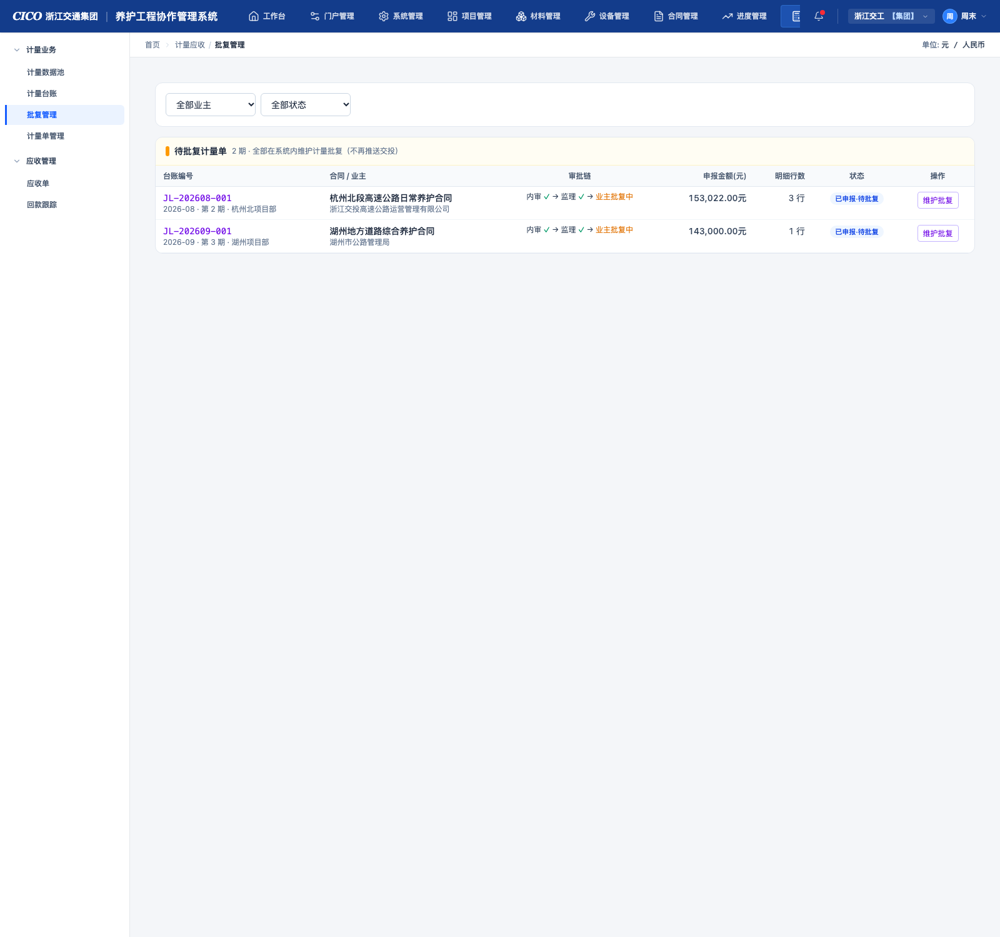 CICO 浙江交通集团 | 养护工程协作管理系统 工作台 门户管理 系统管理 项目管理 材料管理 设备管理 合同管理 进度管理 浙江交工 【集团】 周 周末
首页 计量应收 / 批复管理 单位: 元 / 人民币
计量业务
计量数据池
计量台账
批复管理
计量单管理
应收管理
应收单
回款跟踪
全部业主 全部状态
待批复计量单 2 期 · 全部在系统内维护计量批复（不再推送交投）
台账编号 合同 / 业主 审批链 申报金额(元) 明细行数 状态 操作
JL-202608-001 杭州北段高速公路日常养护合同 内审 ✓ → 监理 ✓ → 业主批复中 153,022.00元 3 行 已申报·待批复 维护批复
2026-08 · 第 2 期 · 杭州北项目部 浙江交投高速公路运营管理有限公司
JL-202609-001 湖州地方道路综合养护合同 内审 ✓ → 监理 ✓ → 业主批复中 143,000.00元 1 行 已申报·待批复 维护批复
2026-09 · 第 3 期 · 湖州项目部 湖州市公路管理局